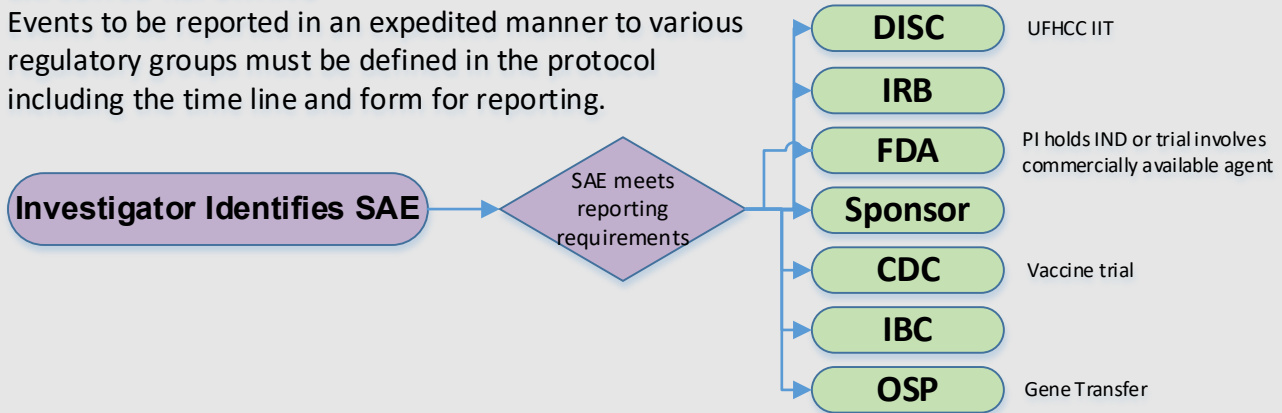 Events to be reported in an expedited manner to various
regulatory groups must be defined in the protocol
including the time line and form for reporting.
Investigator Identifies SAE
SAE meets
reporting
requirements
DISC
UFHCC IIT
IRB
FDA
PI holds IND or trial involves
commercially available agent
Sponsor
CDC
Vaccine trial
IBC
OSP
Gene Transfer